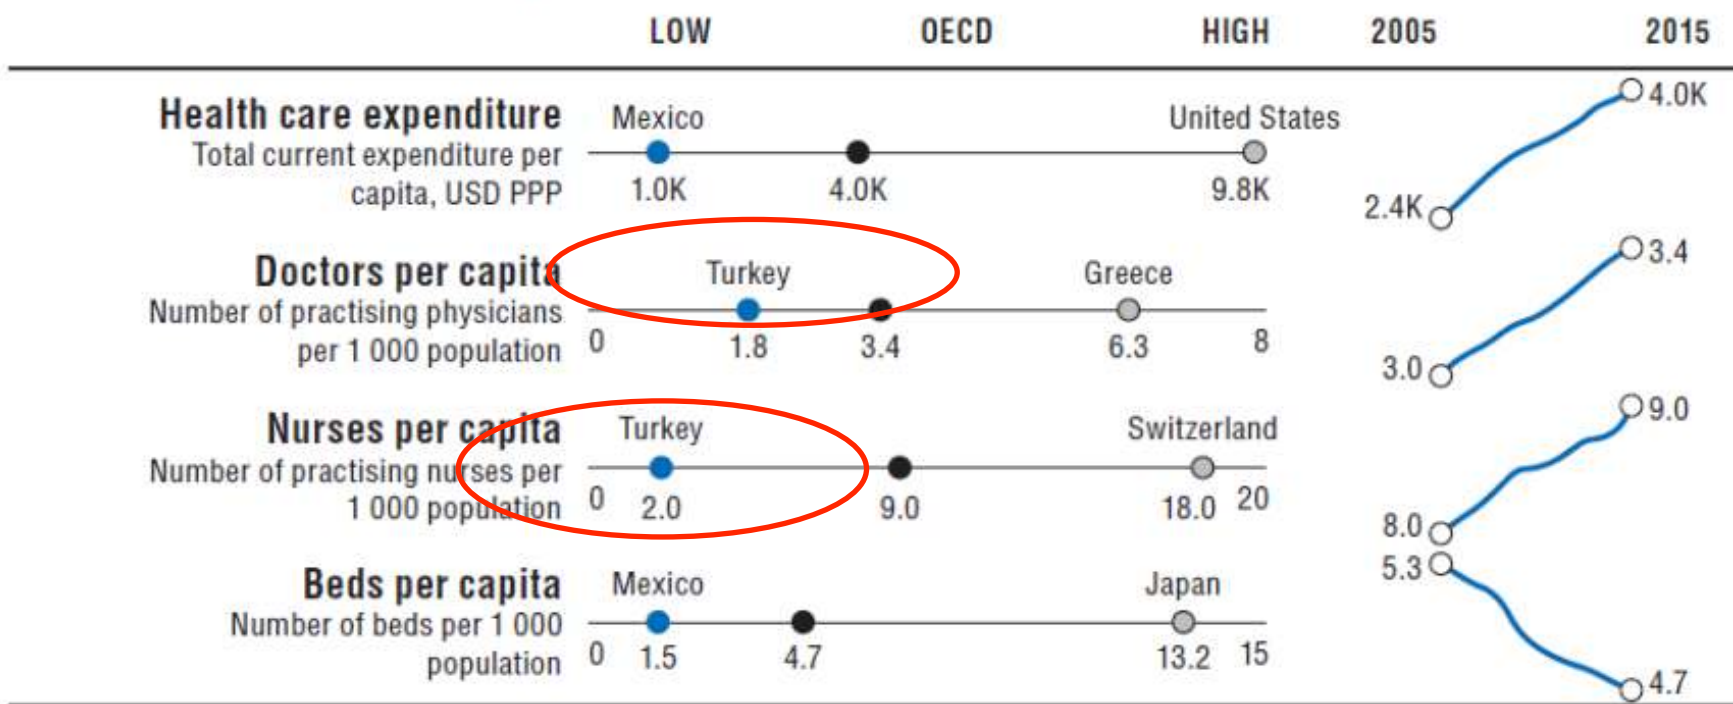 LOW OECD HIGH 2005 2015
Health care expenditure
Total current expenditure per
capita, USD PPP
Mexico United States
1.0K 4.0K 9.8K
2.4K 4.0K
Doctors per capita
Number of practising physicians
per 1 000 population
Turkey Greece
0 1.8 3.4 6.3 8
3.0 3.4
Nurses per capita
Number of practising nurses per
1 000 population
Turkey Switzerland
0 2.0 9.0 18.0 20
8.0 9.0
Beds per capita
Number of beds per 1 000
population
Mexico Japan
0 1.5 4.7 13.2 15
5.3 4.7